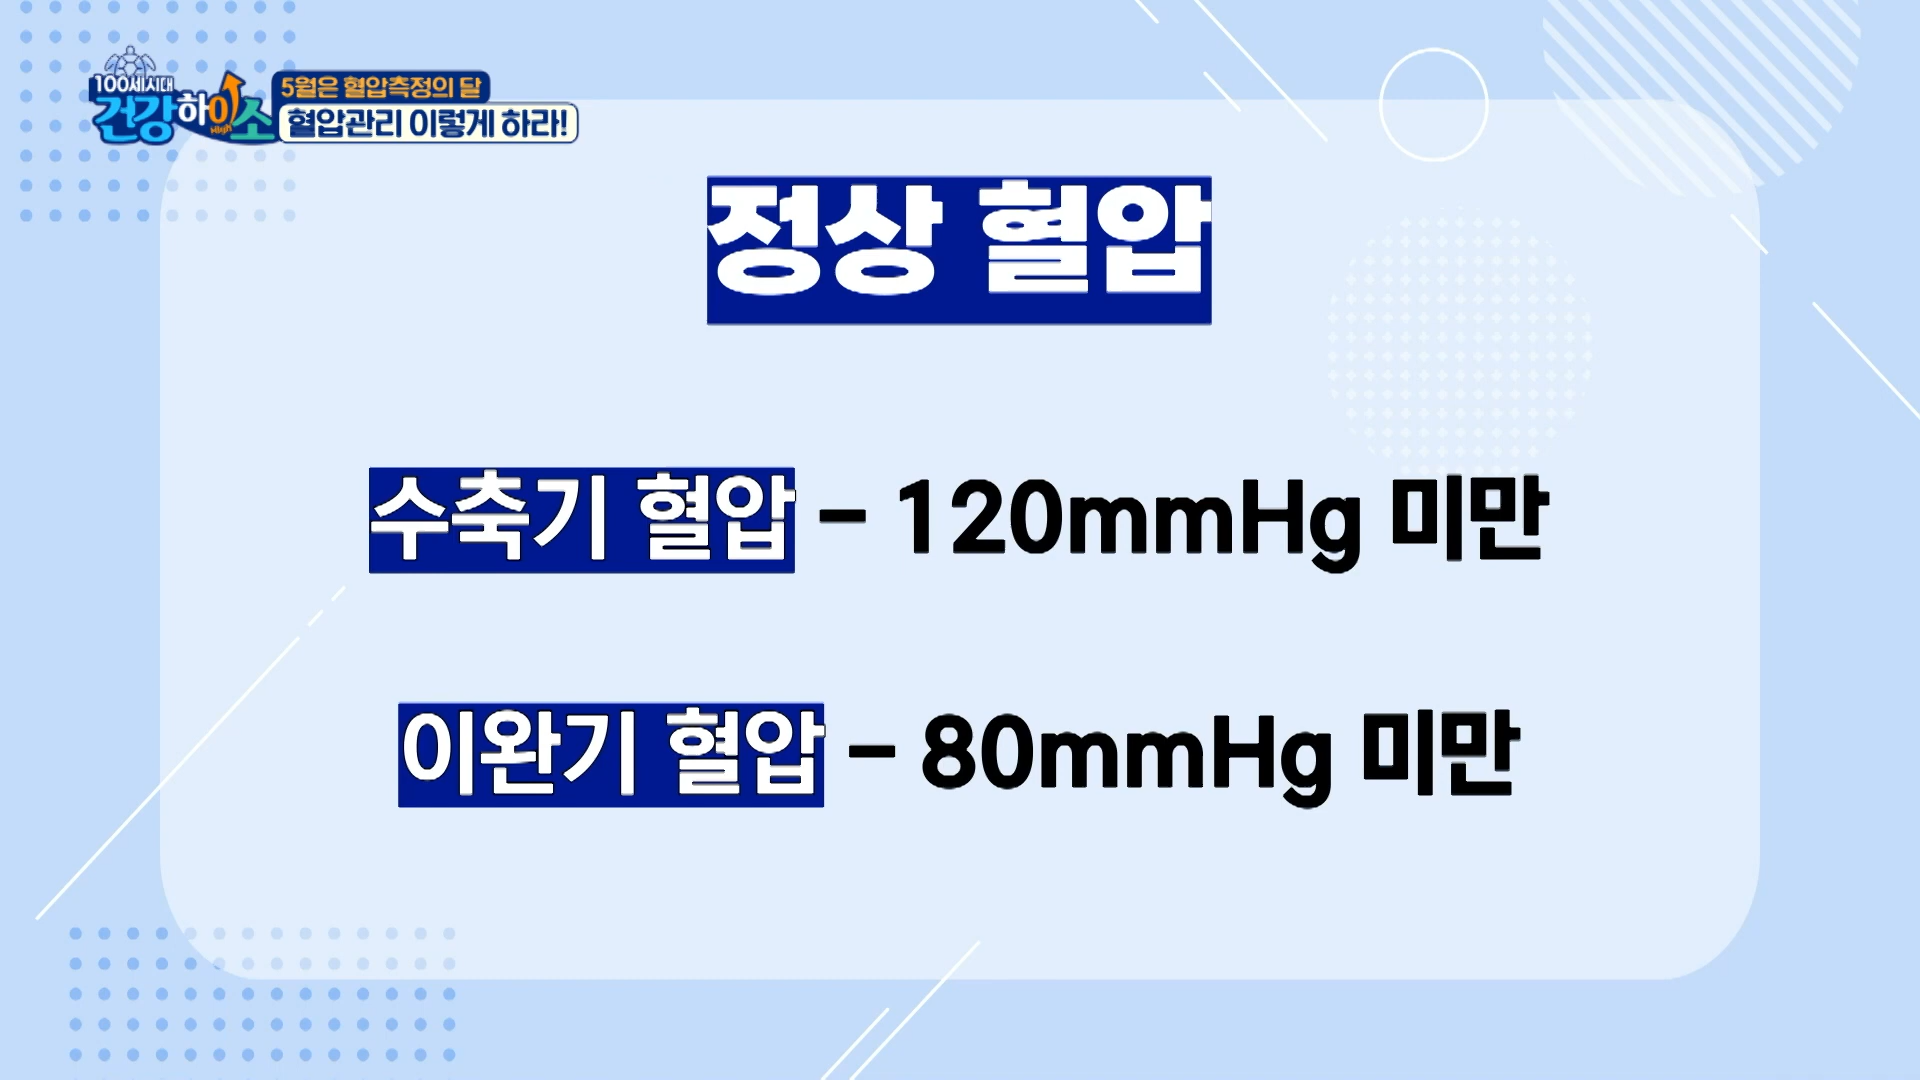 100세시대
건강하이소
High
5월은 혈압측정의 달
혈압관리 이렇게 하라!
정상 혈압
수축기 혈압 - 120mmHg 미만
이완기 혈압 - 80mmHg 미만